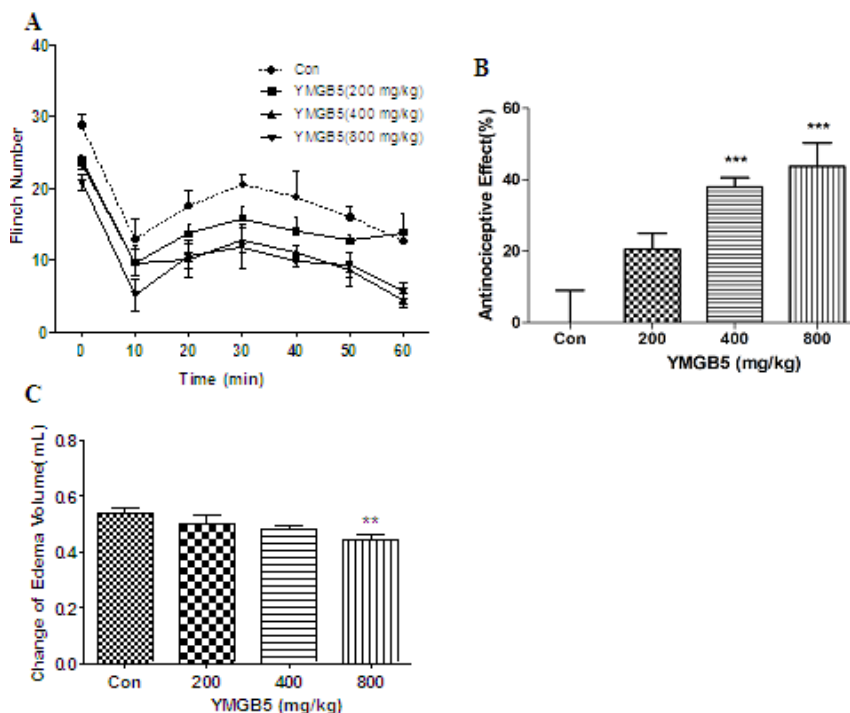 A
40
30
20
10
0
Flinch Number
Con
YMGB5(200 mg/kg)
YMGB5(400 mg/kg)
YMGB5(800 mg/kg)
0 10 20 30 40 50 60
Time (min)
B
60
40
20
0
Antinociceptive Effect(%)
***
***
Con 200 400 800
YMGB5 (mg/kg)
C
0.8
0.6
0.4
0.2
0.0
Change of Edema Volume(mL)
**
Con 200 400 800
YMGB5 (mg/kg)